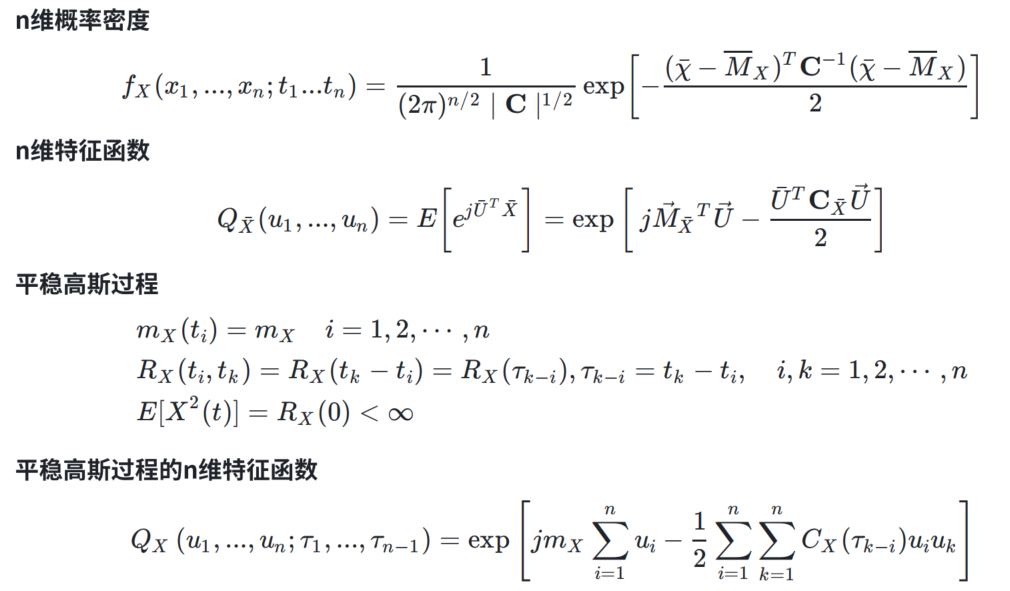 n维概率密度
$f_X(x_1,...,x_n;t_1...t_n) = \frac{1}{(2\pi)^{n/2}\mid \mathbf{C}\mid^{1/2}} \exp\left[-\frac{(\bar{\chi}-\overline{M}_X)^T\mathbf{C}^{-1}(\bar{\chi}-\overline{M}_X)}{2}\right]$
n维特征函数
$Q_{\bar{X}}(u_1,...,u_n) = E\left[e^{j\bar{U}^T\bar{X}}\right] = \exp\left[j\vec{M}_{\bar{X}}{}^T\vec{U} - \frac{\bar{U}^T\mathbf{C}_{\bar{X}}\vec{U}}{2}\right]$
平稳高斯过程
$m_X(t_i) = m_X \quad i = 1,2,\cdots,n$
$R_X(t_i,t_k) = R_X(t_k-t_i) = R_X(\tau_{k-i}),\tau_{k-i} = t_k-t_i, \quad i,k = 1,2,\cdots,n$
$E[X^2(t)] = R_X(0) < \infty$
平稳高斯过程的n维特征函数
$Q_X(u_1,...,u_n;\tau_1,...,\tau_{n-1}) = \exp\left[jm_X\sum_{i=1}^{n}u_i - \frac{1}{2}\sum_{i=1}^{n}\sum_{k=1}^{n}C_X(\tau_{k-i})u_iu_k\right]$